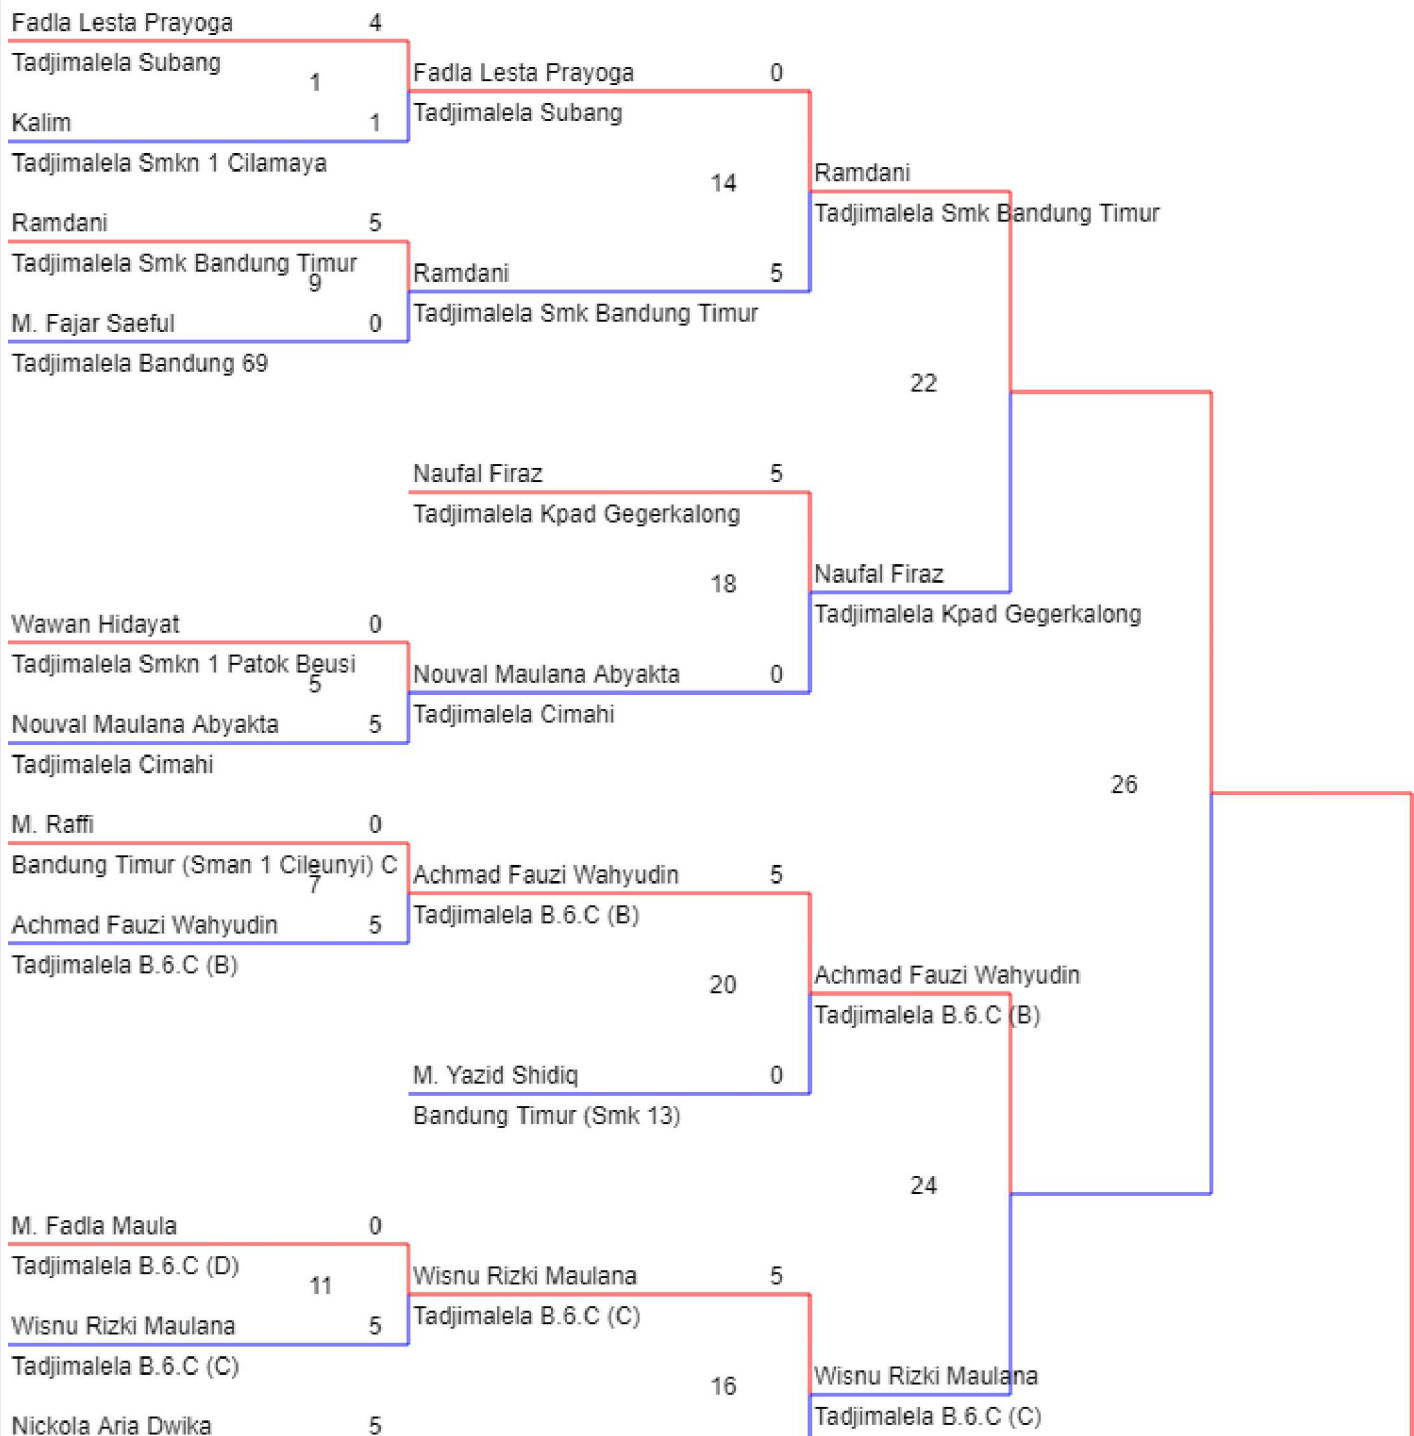 Fadla Lesta Prayoga 4
Tadjimalela Subang
1
Kalim 1
Tadjimalela Smkn 1 Cilamaya
Ramdani 5
Tadjimalela Smk Bandung Timur
9
M. Fajar Saeful 0
Tadjimalela Bandung 69
Wawan Hidayat 0
Tadjimalela Smkn 1 Patok Beusi
5
Nouval Maulana Abyakta 5
Tadjimalela Cimahi
M. Raffi 0
Bandung Timur (Sman 1 Cileunyi) C
7
Achmad Fauzi Wahyudin 5
Tadjimalela B.6.C (B)
M. Fadla Maula 0
Tadjimalela B.6.C (D)
11
Wisnu Rizki Maulana 5
Tadjimalela B.6.C (C)
Nickola Aria Dwika 5
Fadla Lesta Prayoga 0
Tadjimalela Subang
14
Ramdani 5
Tadjimalela Smk Bandung Timur
Naufal Firaz 5
Tadjimalela Kpad Gegerkalong
18
Nouval Maulana Abyakta 0
Tadjimalela Cimahi
Achmad Fauzi Wahyudin 5
Tadjimalela B.6.C (B)
20
M. Yazid Shidiq 0
Bandung Timur (Smk 13)
Wisnu Rizki Maulana 5
Tadjimalela B.6.C (C)
16
Ramdani
Tadjimalela Smk Bandung Timur
22
Naufal Firaz
Tadjimalela Kpad Gegerkalong
Achmad Fauzi Wahyudin
Tadjimalela B.6.C (B)
24
Wisnu Rizki Maulana
Tadjimalela B.6.C (C)
26